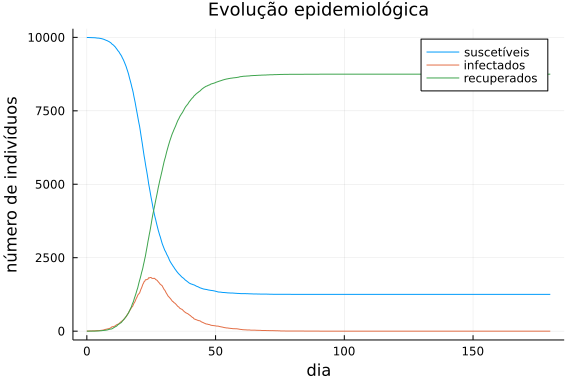 Evolução epidemiológica
número de indivíduos
10000
7500
5000
2500
0
0
50
100
150
dia
suscetíveis
infectados
recuperados